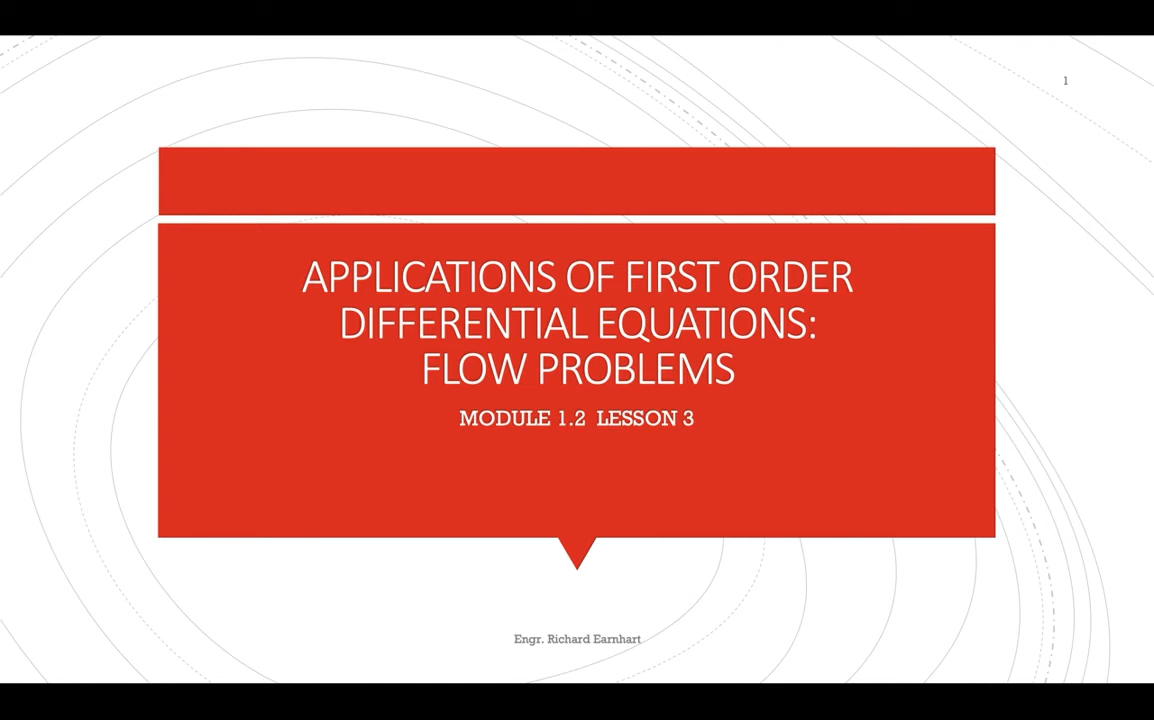 1
APPLICATIONS OF FIRST ORDER
DIFFERENTIAL EQUATIONS:
FLOW PROBLEMS
MODULE 1.2 LESSON 3
Engr. Richard Earnhart